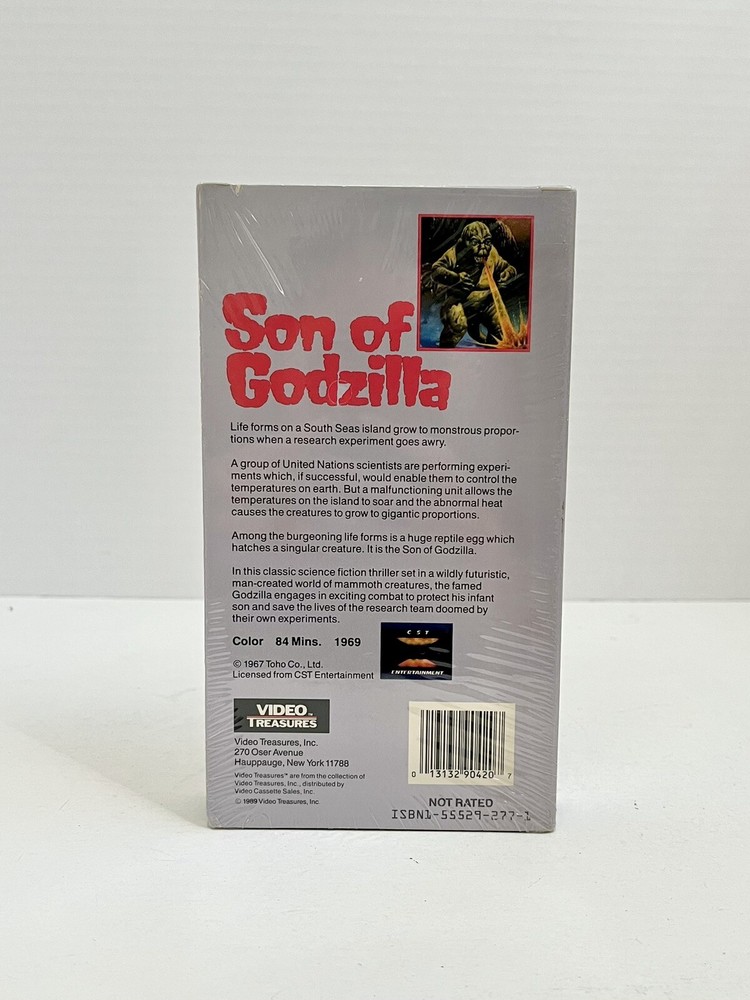 Son of
Godzilla
Life forms on a South Seas island grow to monstrous propor-
tions when a research experiment goes awry.
A group of United Nations scientists are performing experi-
ments which, if successful, would enable them to control the
temperatures on earth. But a malfunctioning unit allows the
temperatures on the island to soar and the abnormal heat
causes the creatures to grow to gigantic proportions.
Among the burgeoning life forms is a huge reptile egg which
hatches a singular creature. It is the Son of Godzilla.
In this classic science fiction thriller set in a wildly futuristic,
man-created world of mammoth creatures, the famed
Godzilla engages in exciting combat to protect his infant
son and save the lives of the research team doomed by
their own experiments.
Color 84 Mins. 1969
© 1967 Toho Co., Ltd.
Licensed from CST Entertainment
CST
ENTERTAINMENT
VIDEO™
TREASURES
Video Treasures, Inc.
270 Oser Avenue
Hauppauge, New York 11788
Video Treasures™ are from the collection of
Video Treasures, Inc., distributed by
Video Cassette Sales, Inc.
© 1989 Video Treasures, Inc.
0 13132 90420 7
NOT RATED
ISBN1-55529-277-1